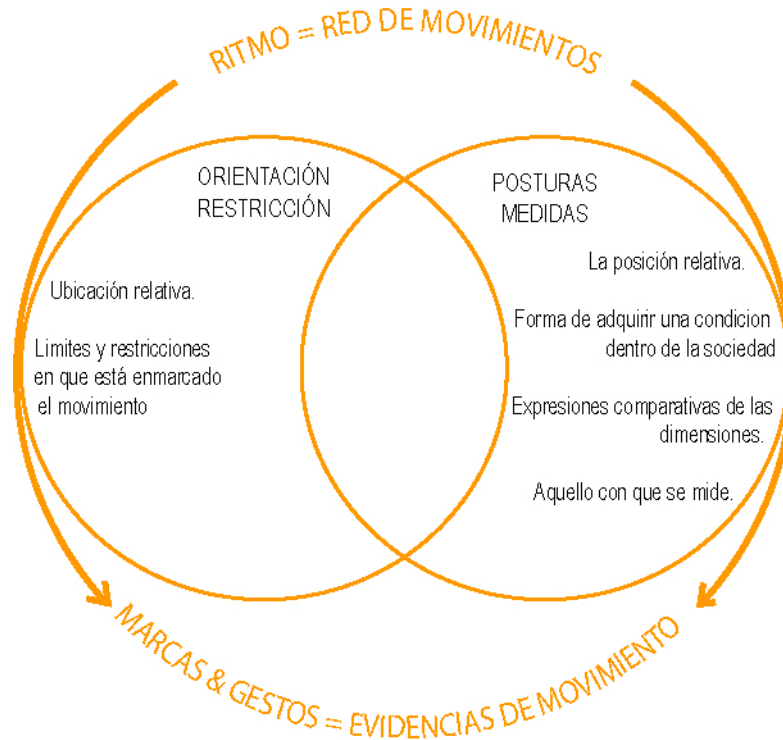 RITMO = RED DE MOVIMIENTOS
ORIENTACIÓN
RESTRICCIÓN
Ubicación relativa.
Limites y restricciones
en que está enmarcado
el movimiento
POSTURAS
MEDIDAS
La posición relativa.
Forma de adquirir una condicion
dentro de la sociedad
Expresiones comparativas de las
dimensiones.
Aquello con que se mide.
MARCAS & GESTOS = EVIDENCIAS DE MOVIMIENTO